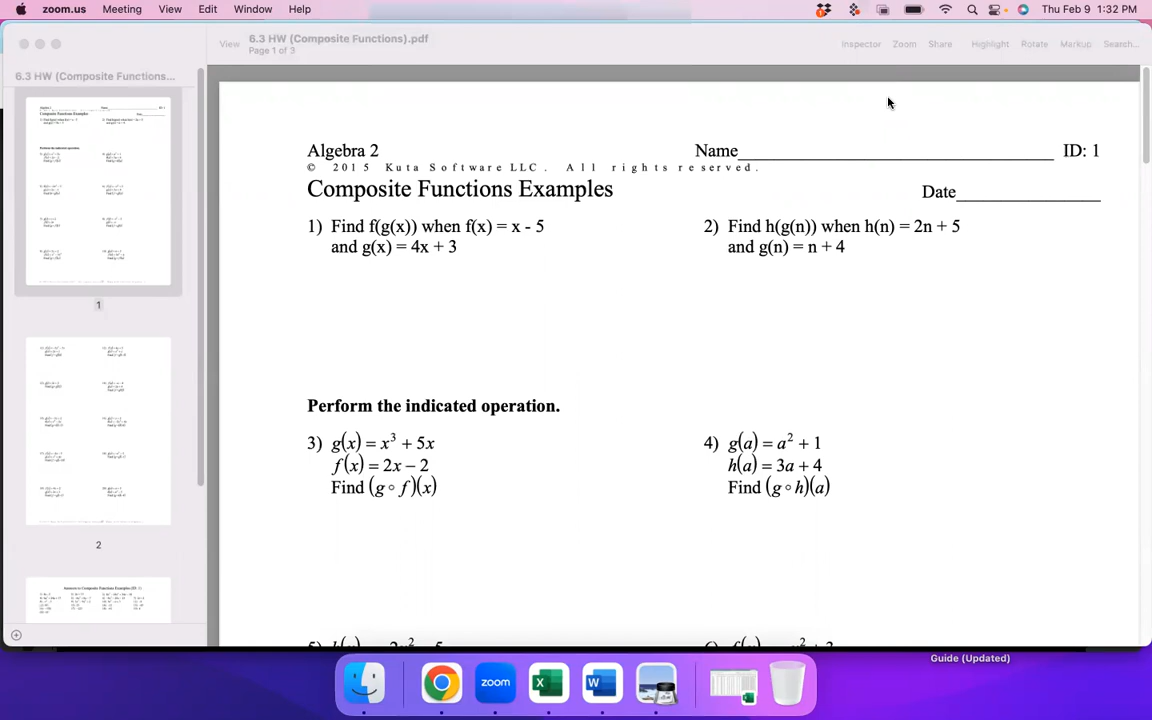 zoom.us Meeting View Edit Window Help Thu Feb 9 1:32 PM
View 6.3 HW (Composite Functions).pdf
Page 1 of 3
Inspector Zoom Share Highlight Rotate Markup Search...
6.3 HW (Composite Functions...
1
2
Algebra 2 Name ID: 1
© 2015 Kuta Software LLC. All rights reserved.
Composite Functions Examples Date
1) Find f(g(x)) when f(x) = x - 5
and g(x) = 4x + 3
2) Find h(g(n)) when h(n) = 2n + 5
and g(n) = n + 4
Perform the indicated operation.
3) g(x) = x³ + 5x
f(x) = 2x − 2
Find (g ∘ f)(x)
4) g(a) = a² + 1
h(a) = 3a + 4
Find (g ∘ h)(a)
Guide (Updated)
zoom